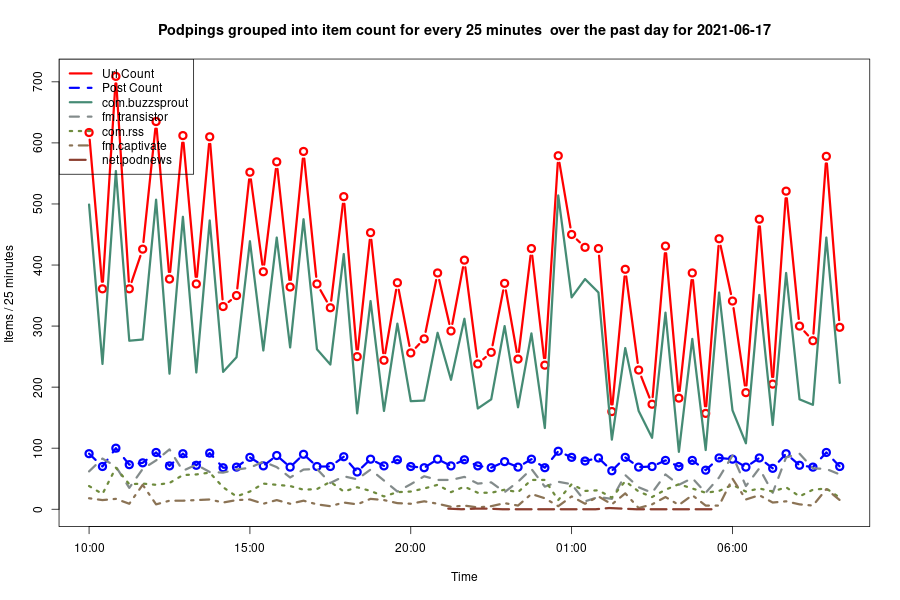 Podpings grouped into item count for every 25 minutes  over the past day for 2021-06-17
Url Count
Post Count
com.buzzsprout
fm.transistor
com.rss
fm.captivate
net.podnews
700
600
500
400
300
200
100
0
Items / 25 minutes
10:00 15:00 20:00 01:00 06:00
Time